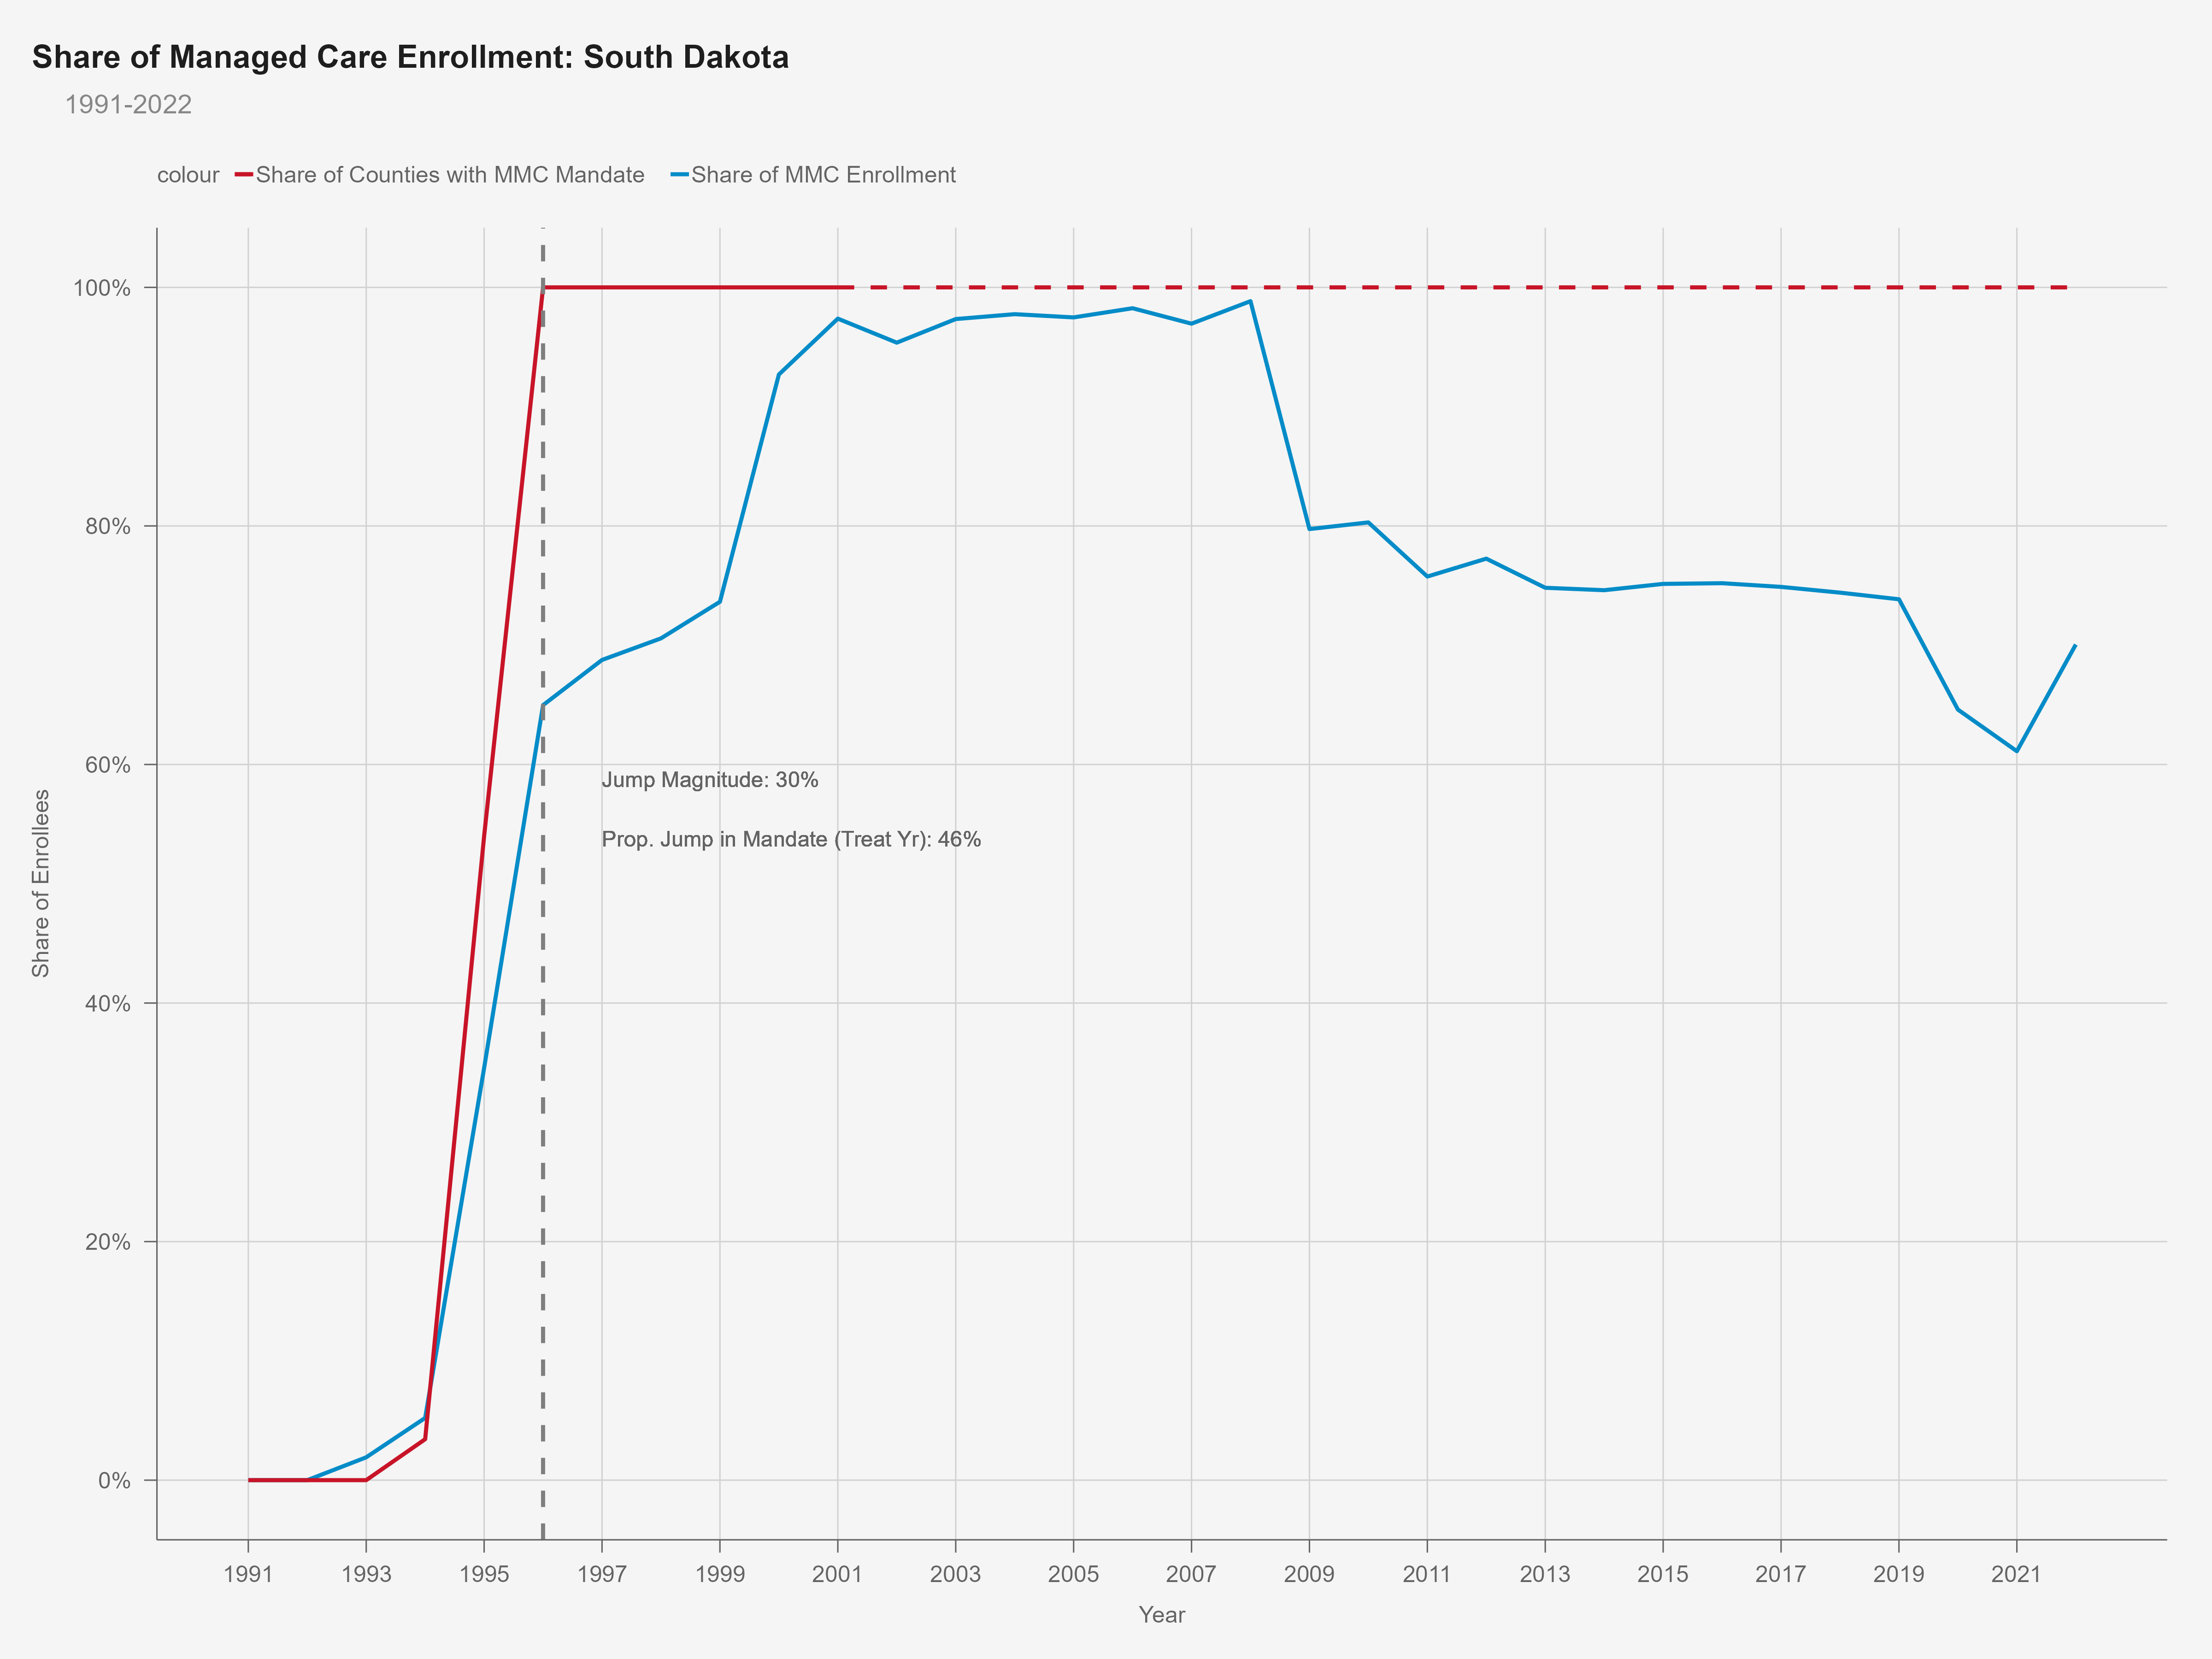 Share of Managed Care Enrollment: South Dakota
1991-2022
colour Share of Counties with MMC Mandate Share of MMC Enrollment
100%
80%
60%
40%
20%
0%
Share of Enrollees
Jump Magnitude: 30%
Prop. Jump in Mandate (Treat Yr): 46%
1991 1993 1995 1997 1999 2001 2003 2005 2007 2009 2011 2013 2015 2017 2019 2021
Year